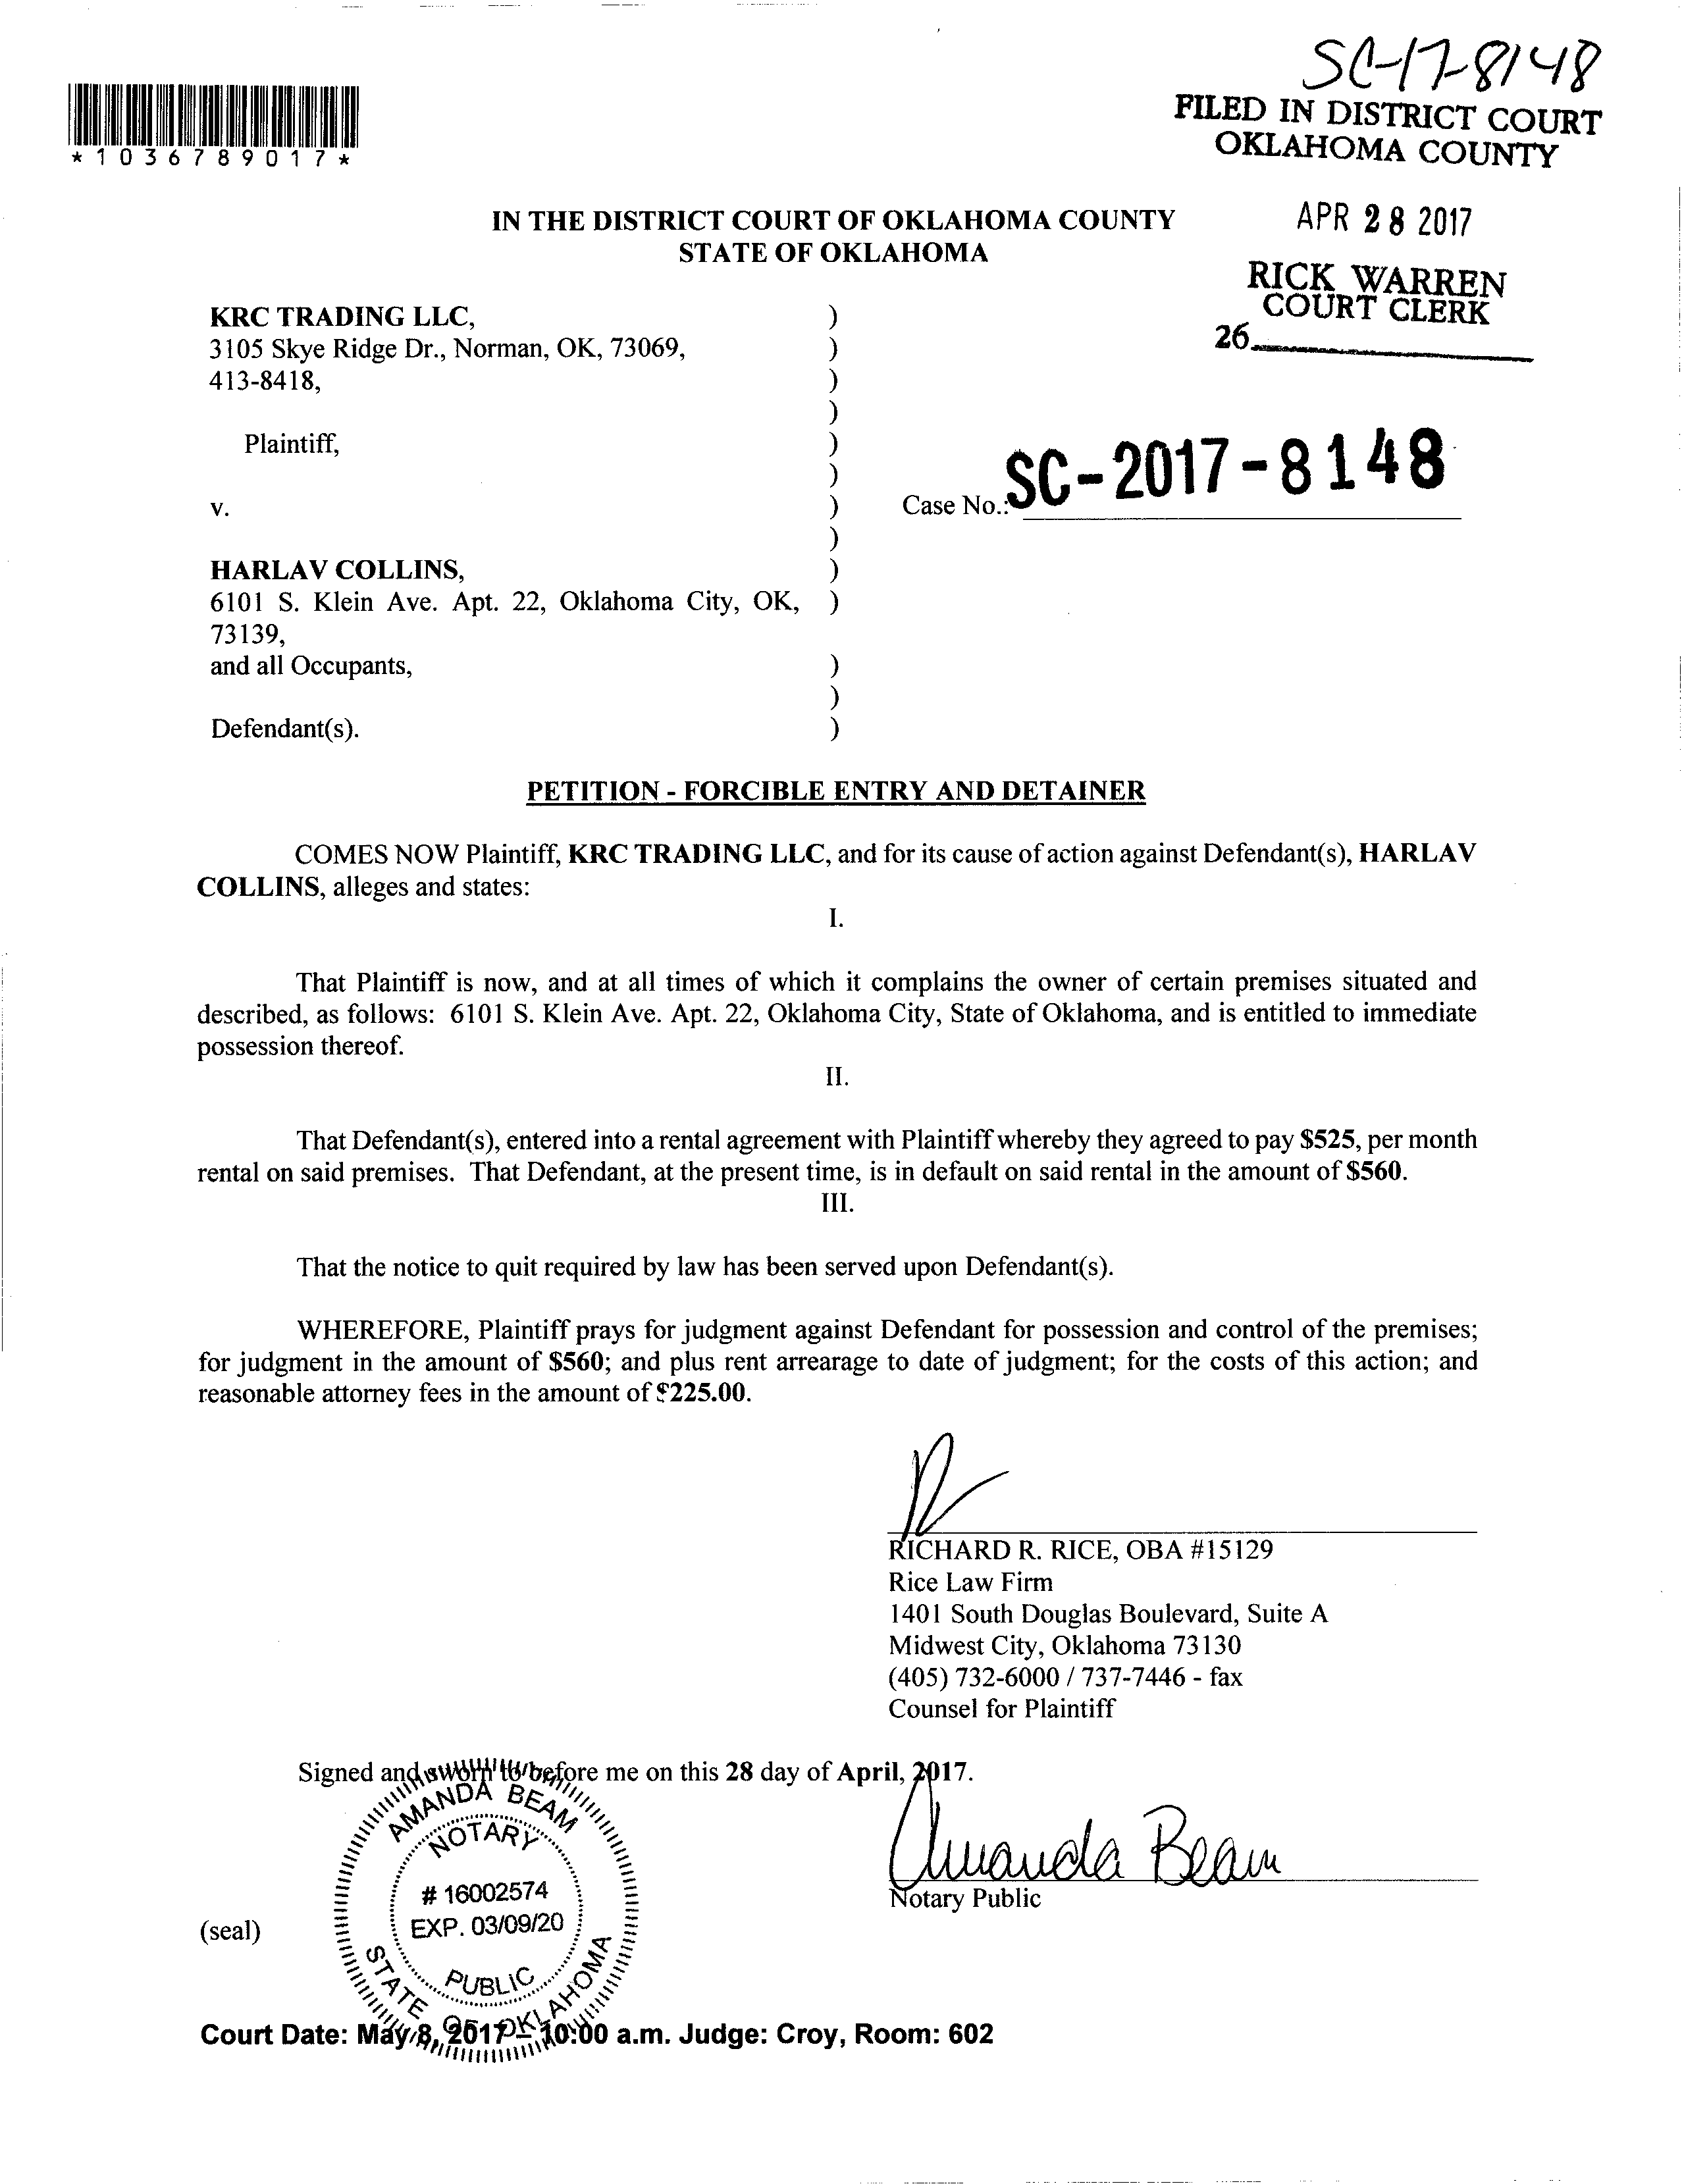 SC-17-8148
FILED IN DISTRICT COURT
OKLAHOMA COUNTY
*1036789017*
APR 28 2017
RICK WARREN
COURT CLERK
26
IN THE DISTRICT COURT OF OKLAHOMA COUNTY
STATE OF OKLAHOMA
KRC TRADING LLC, )
3105 Skye Ridge Dr., Norman, OK, 73069, )
413-8418, )
)
Plaintiff, )
)
v. )
Case No.: SC-2017-8148
)
HARLAV COLLINS, )
6101 S. Klein Ave. Apt. 22, Oklahoma City, OK, )
73139,
and all Occupants, )
)
Defendant(s). )
PETITION - FORCIBLE ENTRY AND DETAINER
COMES NOW Plaintiff, KRC TRADING LLC, and for its cause of action against Defendant(s), HARLAV
COLLINS, alleges and states:
I.
That Plaintiff is now, and at all times of which it complains the owner of certain premises situated and
described, as follows: 6101 S. Klein Ave. Apt. 22, Oklahoma City, State of Oklahoma, and is entitled to immediate
possession thereof.
II.
That Defendant(s), entered into a rental agreement with Plaintiff whereby they agreed to pay $525, per month
rental on said premises. That Defendant, at the present time, is in default on said rental in the amount of $560.
III.
That the notice to quit required by law has been served upon Defendant(s).
WHEREFORE, Plaintiff prays for judgment against Defendant for possession and control of the premises;
for judgment in the amount of $560; and plus rent arrearage to date of judgment; for the costs of this action; and
reasonable attorney fees in the amount of $225.00.
RICHARD R. RICE, OBA #15129
Rice Law Firm
1401 South Douglas Boulevard, Suite A
Midwest City, Oklahoma 73130
(405) 732-6000 / 737-7446 - fax
Counsel for Plaintiff
Signed and sworn to before me on this 28 day of April, 2017.
AMANDA BEAM
NOTARY
# 16002574
EXP. 03/09/20
PUBLIC
STATE OF OKLAHOMA
Amanda Beam
Notary Public
(seal)
Court Date: May 8, 2017 - 10:00 a.m. Judge: Croy, Room: 602